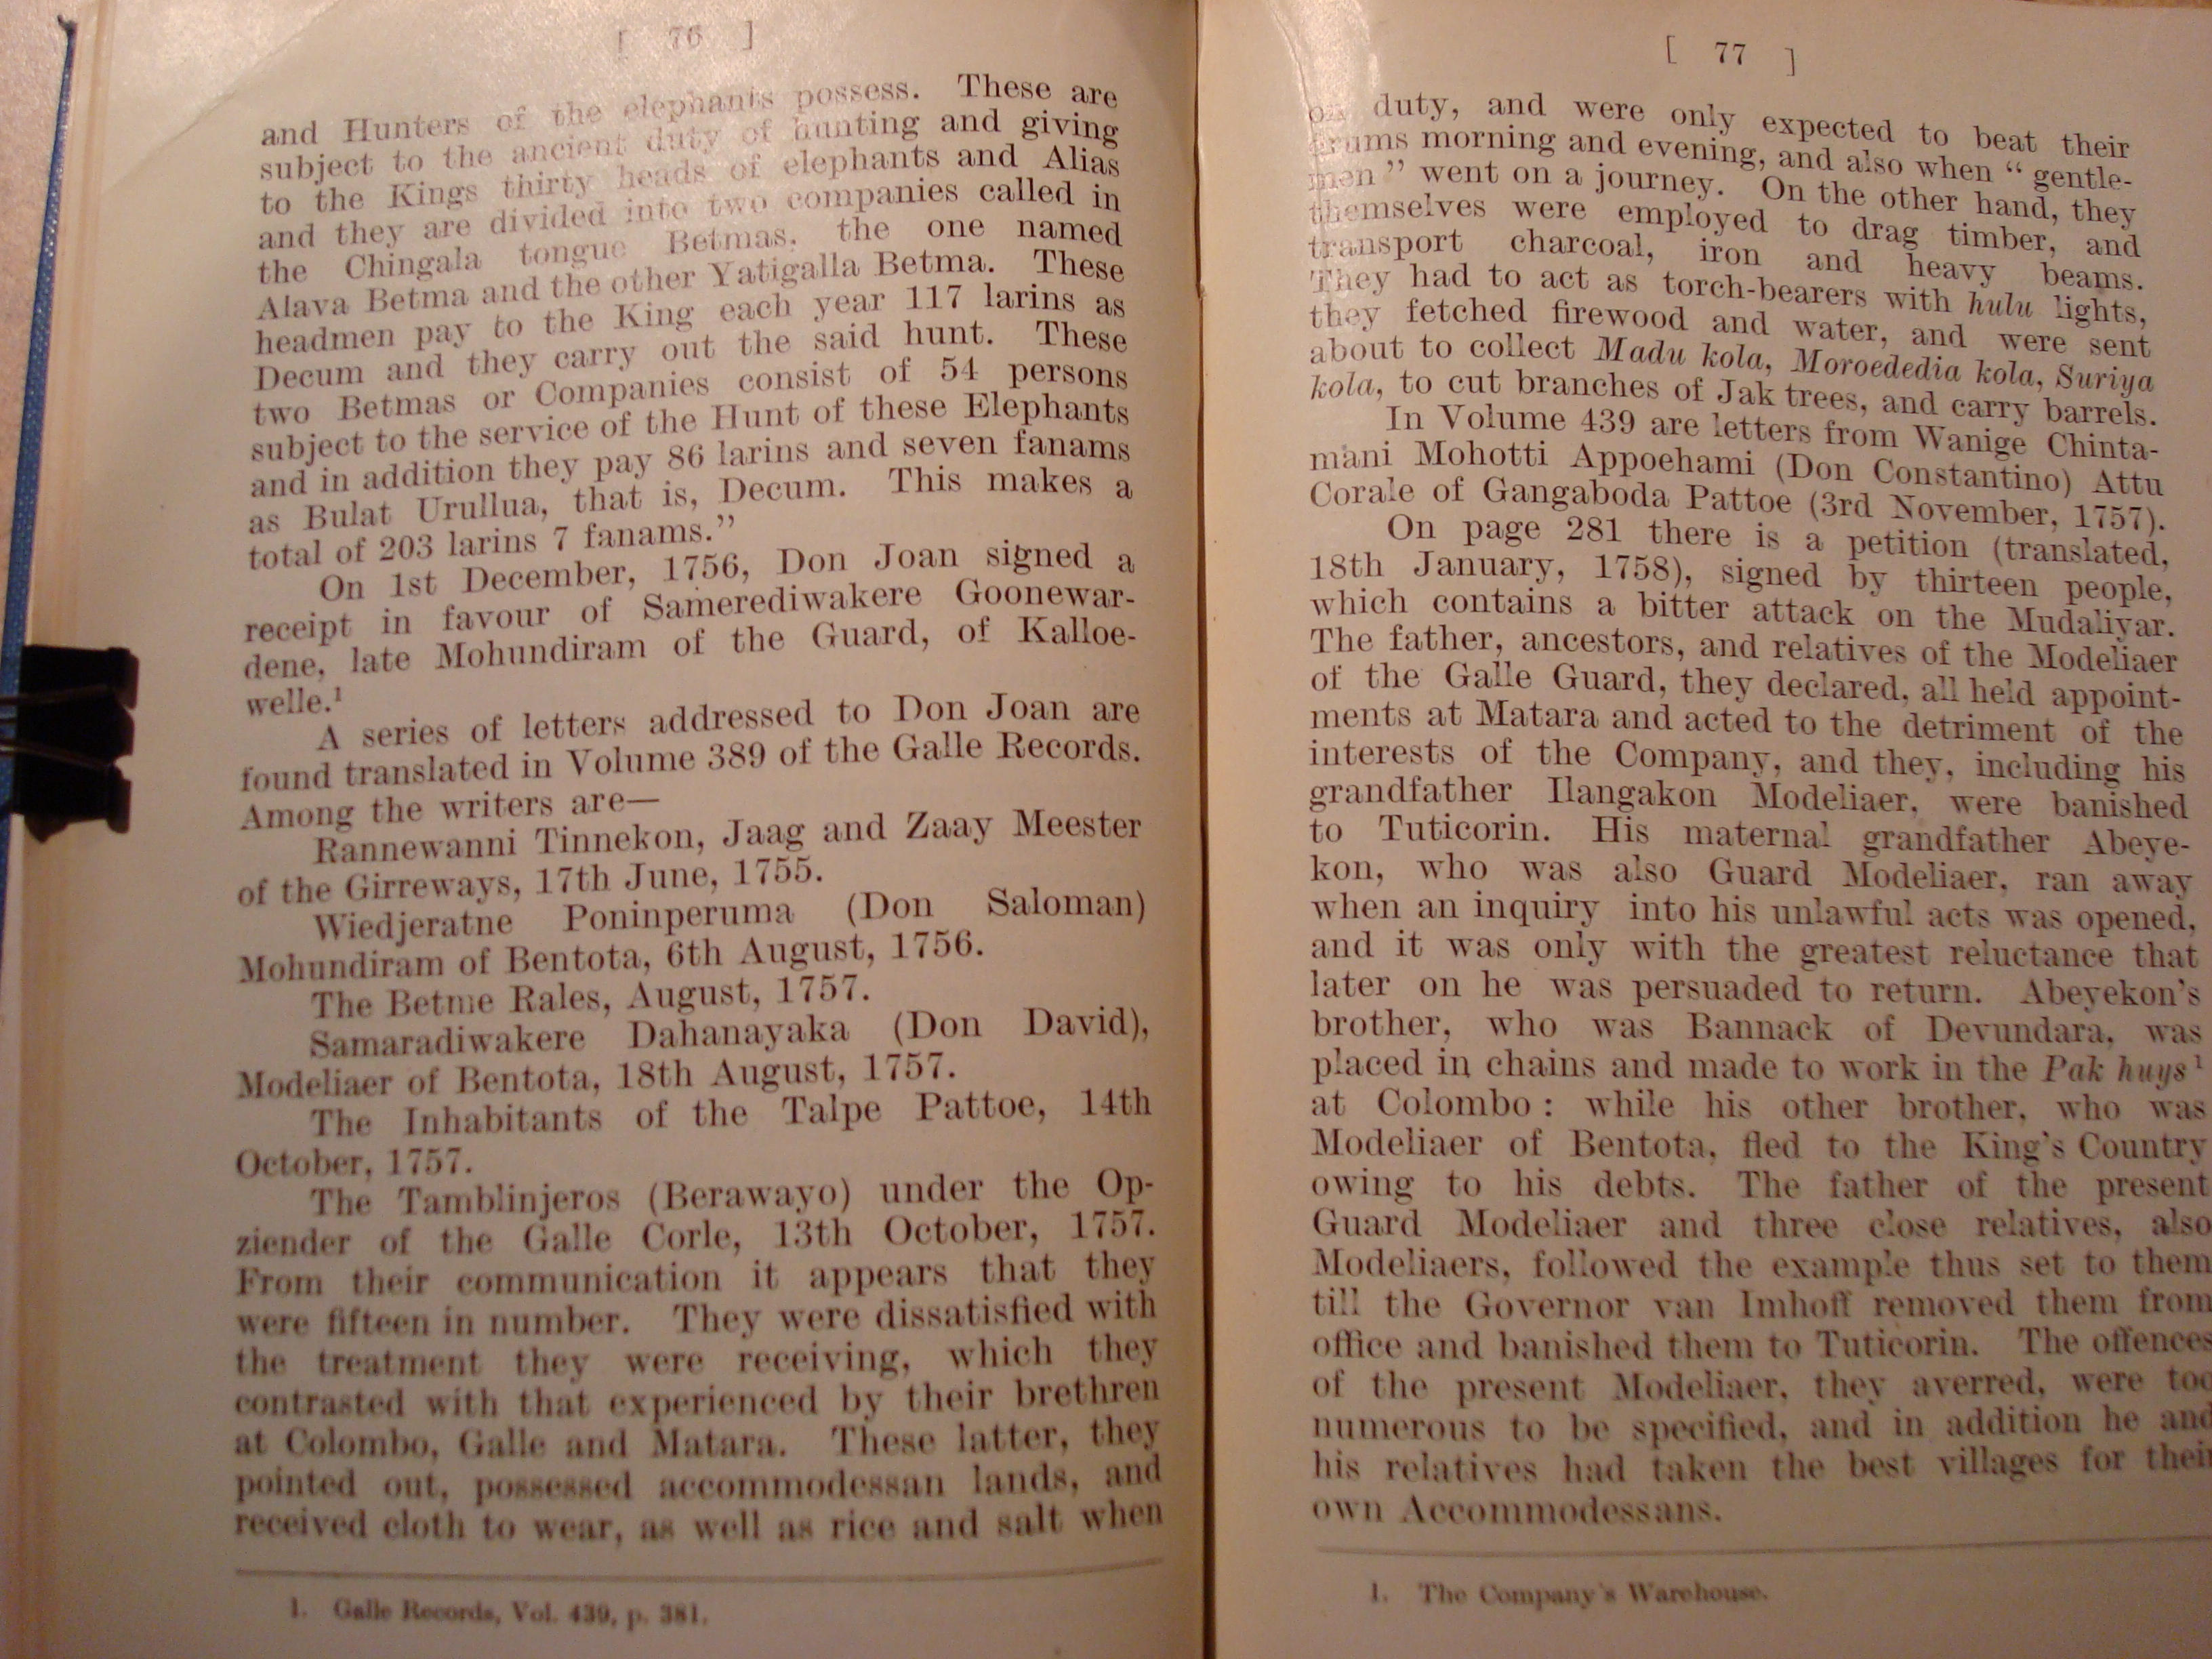 [ 76 ]
and Hunters of the elephants possess. These are
subject to the ancient duty of hunting and giving
to the Kings thirty heads of elephants and Alias
and they are divided into two companies called in
the Chingala tongue Betmas, the one named
Alava Betma and the other Yatigalla Betma. These
headmen pay to the King each year 117 larins as
Decum and they carry out the said hunt. These
two Betmas or Companies consist of 54 persons
subject to the service of the Hunt of these Elephants
and in addition they pay 86 larins and seven fanams
as Bulat Urullua, that is, Decum. This makes a
total of 203 larins 7 fanams.”
On 1st December, 1756, Don Joan signed a
receipt in favour of Samerediwakere Goonewar-
dene, late Mohundiram of the Guard, of Kalloe-
welle.¹
A series of letters addressed to Don Joan are
found translated in Volume 389 of the Galle Records.
Among the writers are—
Rannewanni Tinnekon, Jaag and Zaay Meester
of the Girreways, 17th June, 1755.
Wiedjeratne Poninperuma (Don Saloman)
Mohundiram of Bentota, 6th August, 1756.
The Betme Rales, August, 1757.
Samaradiwakere Dahanayaka (Don David),
Modeliaer of Bentota, 18th August, 1757.
The Inhabitants of the Talpe Pattoe, 14th
October, 1757.
The Tamblinjeros (Berawayo) under the Op-
ziender of the Galle Corle, 13th October, 1757.
From their communication it appears that they
were fifteen in number. They were dissatisfied with
the treatment they were receiving, which they
contrasted with that experienced by their brethren
at Colombo, Galle and Matara. These latter, they
pointed out, possessed accommodessan lands, and
received cloth to wear, as well as rice and salt when
1. Galle Records, Vol. 439, p. 381.
[ 77 ]
on duty, and were only expected to beat their
drums morning and evening, and also when “ gentle-
men ” went on a journey. On the other hand, they
themselves were employed to drag timber, and
transport charcoal, iron and heavy beams.
They had to act as torch-bearers with hulu lights,
they fetched firewood and water, and were sent
about to collect Madu kola, Moroededia kola, Suriya
kola, to cut branches of Jak trees, and carry barrels.
In Volume 439 are letters from Wanige Chinta-
mani Mohotti Appoehami (Don Constantino) Attu
Corale of Gangaboda Pattoe (3rd November, 1757).
On page 281 there is a petition (translated,
18th January, 1758), signed by thirteen people,
which contains a bitter attack on the Mudaliyar.
The father, ancestors, and relatives of the Modeliaer
of the Galle Guard, they declared, all held appoint-
ments at Matara and acted to the detriment of the
interests of the Company, and they, including his
grandfather Ilangakon Modeliaer, were banished
to Tuticorin. His maternal grandfather Abeye-
kon, who was also Guard Modeliaer, ran away
when an inquiry into his unlawful acts was opened,
and it was only with the greatest reluctance that
later on he was persuaded to return. Abeyekon’s
brother, who was Bannack of Devundara, was
placed in chains and made to work in the Pak huys¹
at Colombo : while his other brother, who was
Modeliaer of Bentota, fled to the King’s Country
owing to his debts. The father of the present
Guard Modeliaer and three close relatives, also
Modeliaers, followed the example thus set to them
till the Governor van Imhoff removed them from
office and banished them to Tuticorin. The offences
of the present Modeliaer, they averred, were too
numerous to be specified, and in addition he and
his relatives had taken the best villages for their
own Accommodessans.
1. The Company’s Warehouse.